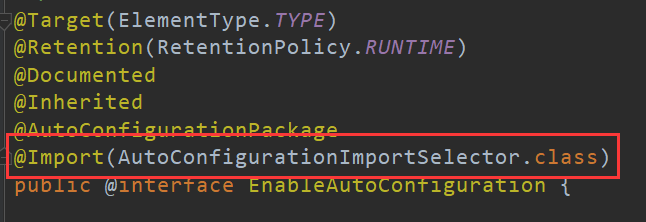 @Target(ElementType.TYPE)
@Retention(RetentionPolicy.RUNTIME)
@Documented
@Inherited
@AutoConfigurationPackage
@Import(AutoConfigurationImportSelector.class)
public @interface EnableAutoConfiguration {